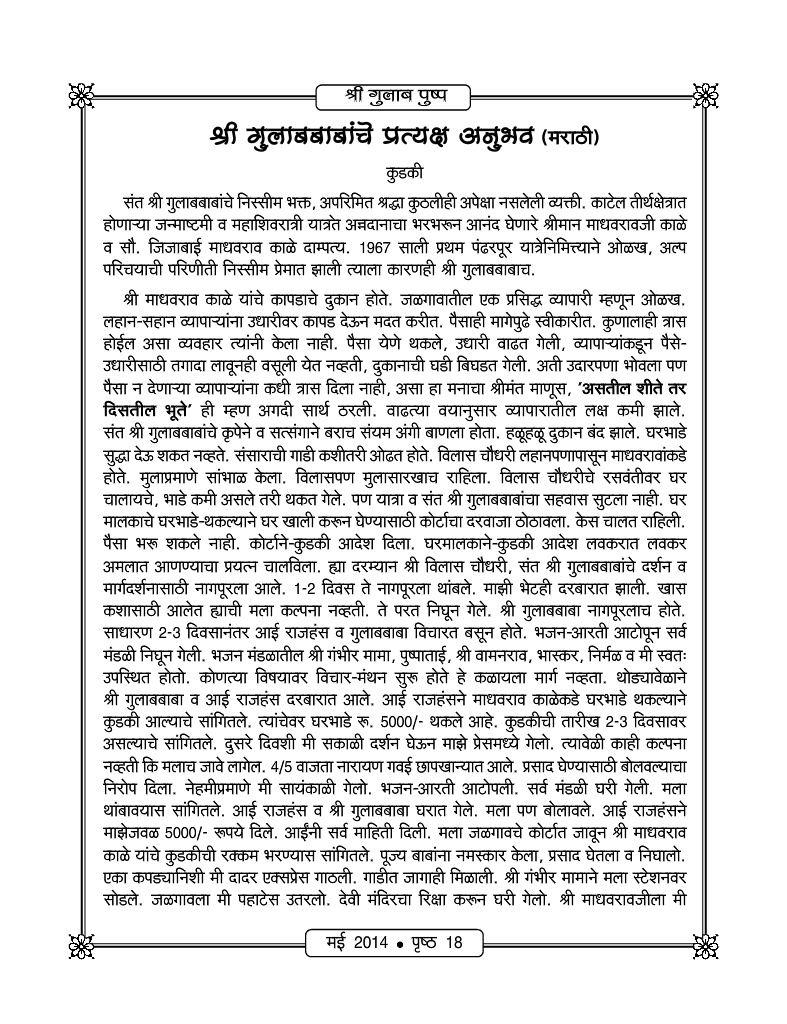 श्री गुलाब पुष्प
श्री गुलाबबाबांचे प्रत्यक्ष अनुभव (मराठी)
कुडकी
संत श्री गुलाबबाबांचे निस्सीम भक्त, अपरिमित श्रद्धा कुठलीही अपेक्षा नसलेली व्यक्ती. काटेल तीर्थक्षेत्रात
होणाऱ्या जन्माष्टमी व महाशिवरात्री यात्रेत अन्नदानाचा भरभरून आनंद घेणारे श्रीमान माधवरावजी काळे
व सौ. जिजाबाई माधवराव काळे दाम्पत्य. 1967 साली प्रथम पंढरपूर यात्रेनिमित्त्याने ओळख, अल्प
परिचयाची परिणीती निस्सीम प्रेमात झाली त्याला कारणही श्री गुलाबबाबाच.
श्री माधवराव काळे यांचे कापडाचे दुकान होते. जळगावातील एक प्रसिद्ध व्यापारी म्हणून ओळख.
लहान-सहान व्यापाऱ्यांना उधारीवर कापड देऊन मदत करीत. पैसाही मागेपुढे स्वीकारीत. कुणालाही त्रास
होईल असा व्यवहार त्यांनी केला नाही. पैसा येणे थकले, उधारी वाढत गेली, व्यापाऱ्यांकडून पैसे-
उधारीसाठी तगादा लावूनही वसूली येत नव्हती, दुकानाची घडी बिघडत गेली. अती उदारपणा भोवला पण
पैसा न देणाऱ्या व्यापाऱ्यांना कधी त्रास दिला नाही, असा हा मनाचा श्रीमंत माणूस, ’असतील शीते तर
दिसतील भूते’ ही म्हण अगदी सार्थ ठरली. वाढत्या वयानुसार व्यापारातील लक्ष कमी झाले.
संत श्री गुलाबबाबांचे कृपेने व सत्संगाने बराच संयम अंगी बाणला होता. हळूहळू दुकान बंद झाले. घरभाडे
सुद्धा देऊ शकत नव्हते. संसाराची गाडी कशीतरी ओढत होते. विलास चौधरी लहानपणापासून माधवरावांकडे
होते. मुलाप्रमाणे सांभाळ केला. विलासपण मुलासारखाच राहिला. विलास चौधरीचे रसवंतीवर घर
चालायचे, भाडे कमी असले तरी थकत गेले. पण यात्रा व संत श्री गुलाबबाबांचा सहवास सुटला नाही. घर
मालकाचे घरभाडे-थकल्याने घर खाली करून घेण्यासाठी कोर्टाचा दरवाजा ठोठावला. केस चालत राहिली.
पैसा भरू शकले नाही. कोर्टाने-कुडकी आदेश दिला. घरमालकाने-कुडकी आदेश लवकरात लवकर
अमलात आणण्याचा प्रयत्न चालविला. ह्या दरम्यान श्री विलास चौधरी, संत श्री गुलाबबाबांचे दर्शन व
मार्गदर्शनासाठी नागपूरला आले. 1-2 दिवस ते नागपूरला थांबले. माझी भेटही दरबारात झाली. खास
कशासाठी आलेत ह्याची मला कल्पना नव्हती. ते परत निघून गेले. श्री गुलाबबाबा नागपूरलाच होते.
साधारण 2-3 दिवसानंतर आई राजहंस व गुलाबबाबा विचारत बसून होते. भजन-आरती आटोपून सर्व
मंडळी निघून गेली. भजन मंडळातील श्री गंभीर मामा, पुष्पाताई, श्री वामनराव, भास्कर, निर्मळ व मी स्वतः
उपस्थित होतो. कोणत्या विषयावर विचार-मंथन सुरू होते हे कळायला मार्ग नव्हता. थोड्यावेळाने
श्री गुलाबबाबा व आई राजहंस दरबारात आले. आई राजहंसने माधवराव काळेकडे घरभाडे थकल्याने
कुडकी आल्याचे सांगितले. त्यांचेवर घरभाडे रू. 5000/- थकले आहे. कुडकीची तारीख 2-3 दिवसावर
असल्याचे सांगितले. दुसरे दिवशी मी सकाळी दर्शन घेऊन माझे प्रेसमध्ये गेलो. त्यावेळी काही कल्पना
नव्हती कि मलाच जावे लागेल. 4/5 वाजता नारायण गवई छापखान्यात आले. प्रसाद घेण्यासाठी बोलवल्याचा
निरोप दिला. नेहमीप्रमाणे मी सायंकाळी गेलो. भजन-आरती आटोपली. सर्व मंडळी घरी गेली. मला
थांबावयास सांगितले. आई राजहंस व श्री गुलाबबाबा घरात गेले. मला पण बोलावले. आई राजहंसने
माझेजवळ 5000/- रूपये दिले. आईंनी सर्व माहिती दिली. मला जळगावचे कोर्टात जावून श्री माधवराव
काळे यांचे कुडकीची रक्कम भरण्यास सांगितले. पूज्य बाबांना नमस्कार केला, प्रसाद घेतला व निघालो.
एका कपड्यानिशी मी दादर एक्सप्रेस गाठली. गाडीत जागाही मिळाली. श्री गंभीर मामाने मला स्टेशनवर
सोडले. जळगावला मी पहाटेस उतरलो. देवी मंदिरचा रिक्षा करून घरी गेलो. श्री माधवरावजीला मी
मई 2014 ● पृष्ठ 18